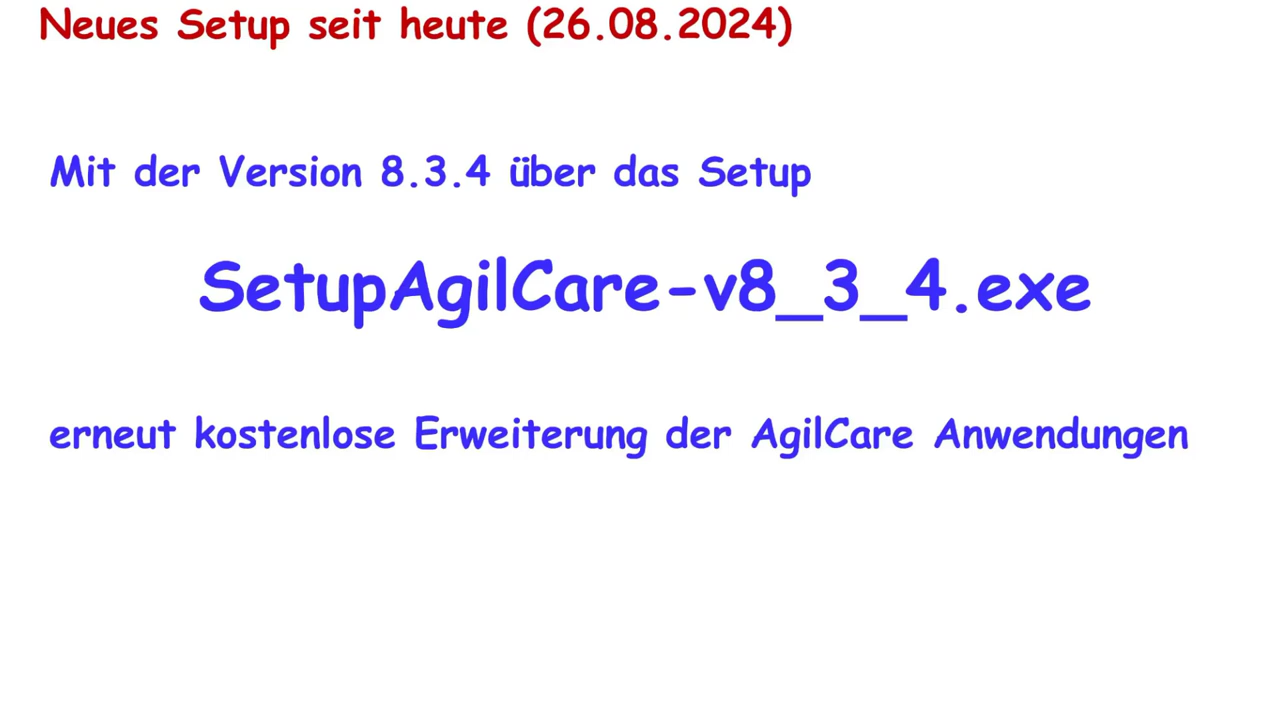 Neues Setup seit heute (26.08.2024)
Mit der Version 8.3.4 über das Setup
SetupAgilCare-v8_3_4.exe
erneut kostenlose Erweiterung der AgilCare Anwendungen